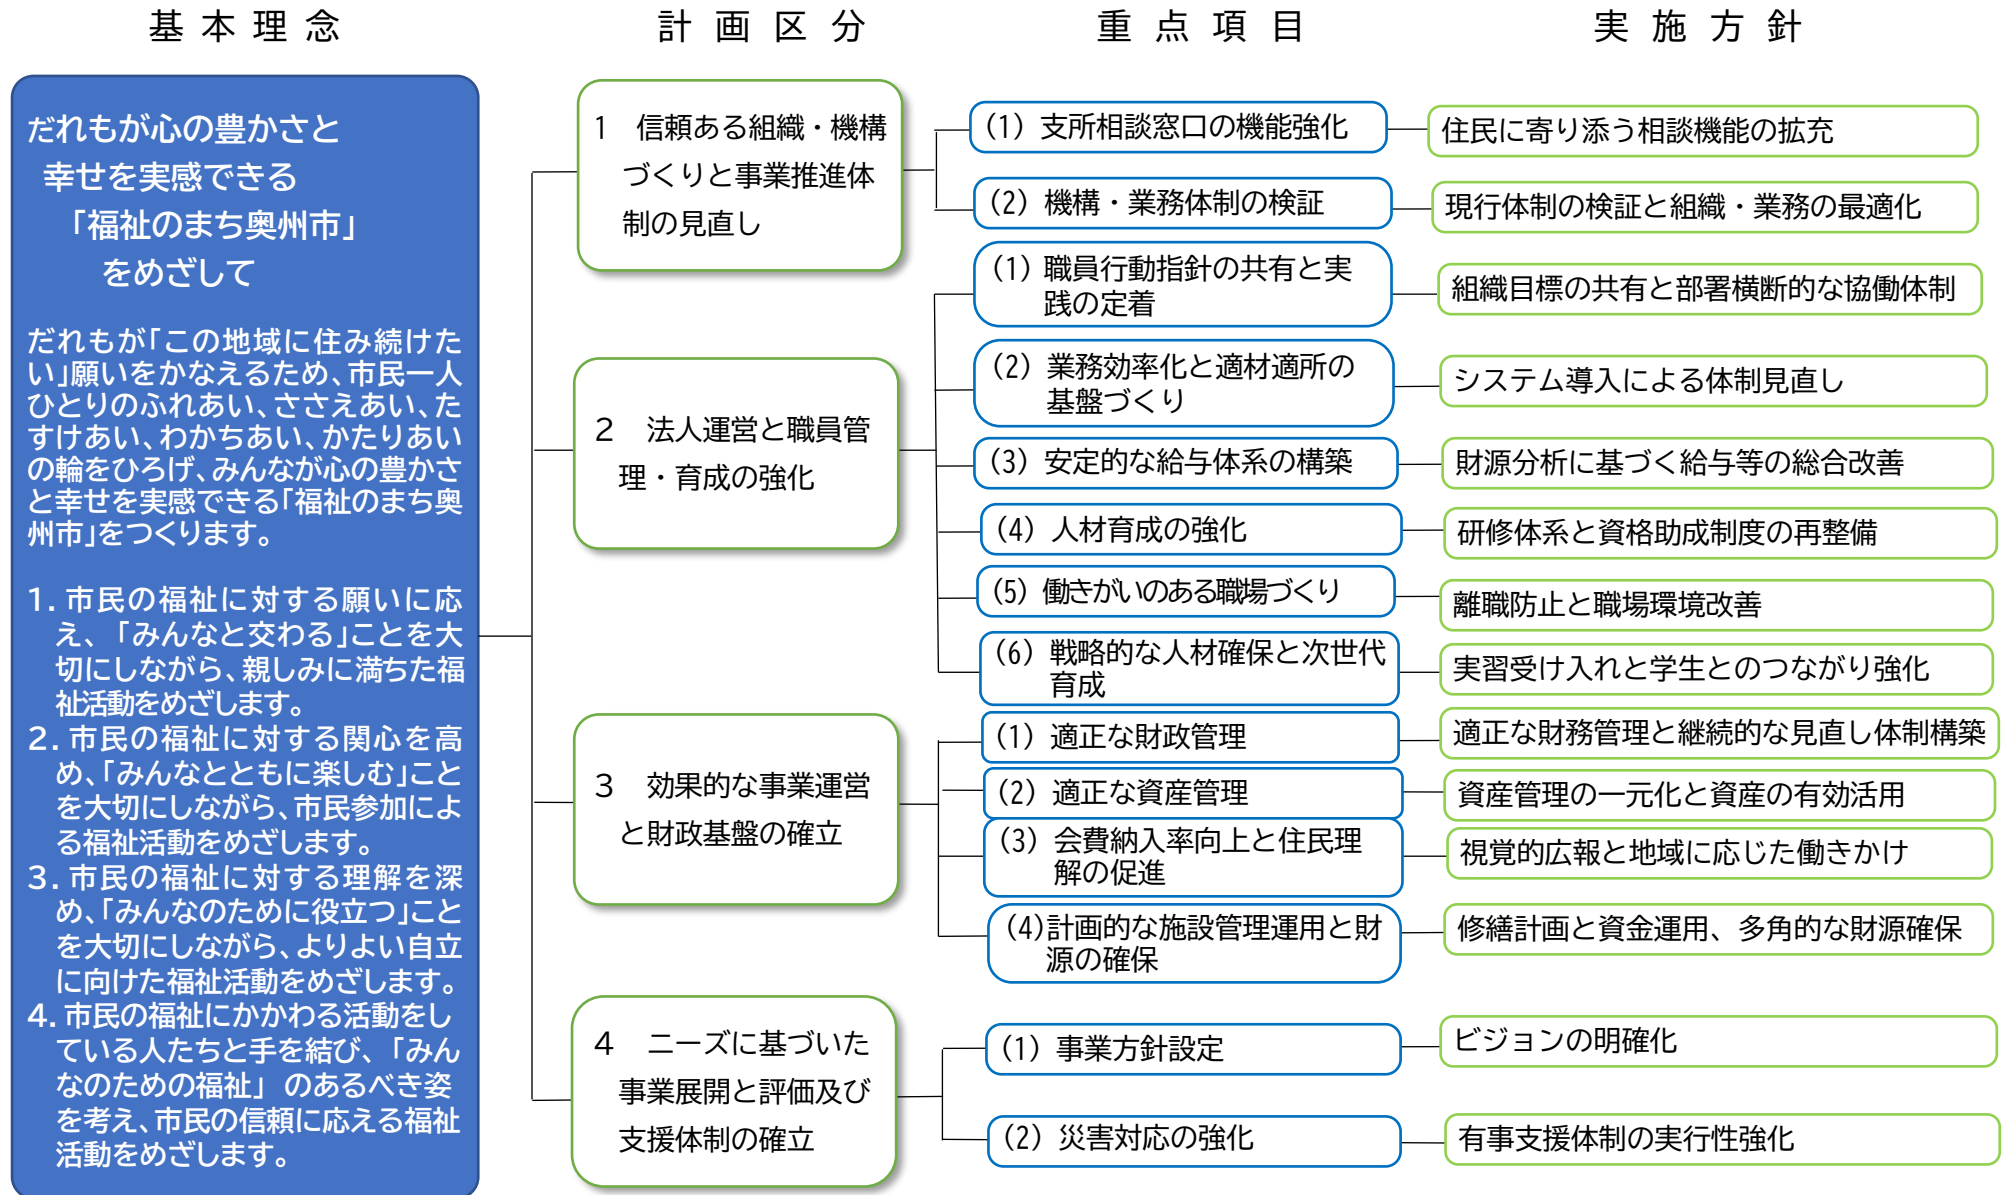 基本理念
計画区分
重点項目
実施方針
だれもが心の豊かさと
幸せを実感できる
「福祉のまち奥州市」
をめざして
だれもが「この地域に住み続けた
い」願いをかなえるため、市民一人
ひとりのふれあい、ささえあい、た
すけあい、わかちあい、かたりあい
の輪をひろげ、みんなが心の豊かさ
と幸せを実感できる「福祉のまち奥
州市」をつくります。
1. 市民の福祉に対する願いに応
え、「みんなと交わる」ことを大
切にしながら、親しみに満ちた福
祉活動をめざします。
2. 市民の福祉に対する関心を高
め、「みんなとともに楽しむ」こと
を大切にしながら、市民参加によ
る福祉活動をめざします。
3. 市民の福祉に対する理解を深
め、「みんなのために役立つ」こと
を大切にしながら、よりよい自立
に向けた福祉活動をめざします。
4. 市民の福祉にかかわる活動をし
ている人たちと手を結び、「みん
なのための福祉」のあるべき姿
を考え、市民の信頼に応える福祉
活動をめざします。
1 信頼ある組織・機構
づくりと事業推進体
制の見直し
(1) 支所相談窓口の機能強化
住民に寄り添う相談機能の拡充
(2) 機構・業務体制の検証
現行体制の検証と組織・業務の最適化
2 法人運営と職員管
理・育成の強化
(1) 職員行動指針の共有と実
践の定着
組織目標の共有と部署横断的な協働体制
(2) 業務効率化と適材適所の
基盤づくり
システム導入による体制見直し
(3) 安定的な給与体系の構築
財源分析に基づく給与等の総合改善
(4) 人材育成の強化
研修体系と資格助成制度の再整備
(5) 働きがいのある職場づくり
離職防止と職場環境改善
(6) 戦略的な人材確保と次世代
育成
実習受け入れと学生とのつながり強化
3 効果的な事業運営
と財政基盤の確立
(1) 適正な財政管理
適正な財務管理と継続的な見直し体制構築
(2) 適正な資産管理
資産管理の一元化と資産の有効活用
(3) 会費納入率向上と住民理
解の促進
視覚的広報と地域に応じた働きかけ
(4)計画的な施設管理運用と財
源の確保
修繕計画と資金運用、多角的な財源確保
4 ニーズに基づいた
事業展開と評価及び
支援体制の確立
(1) 事業方針設定
ビジョンの明確化
(2) 災害対応の強化
有事支援体制の実行性強化